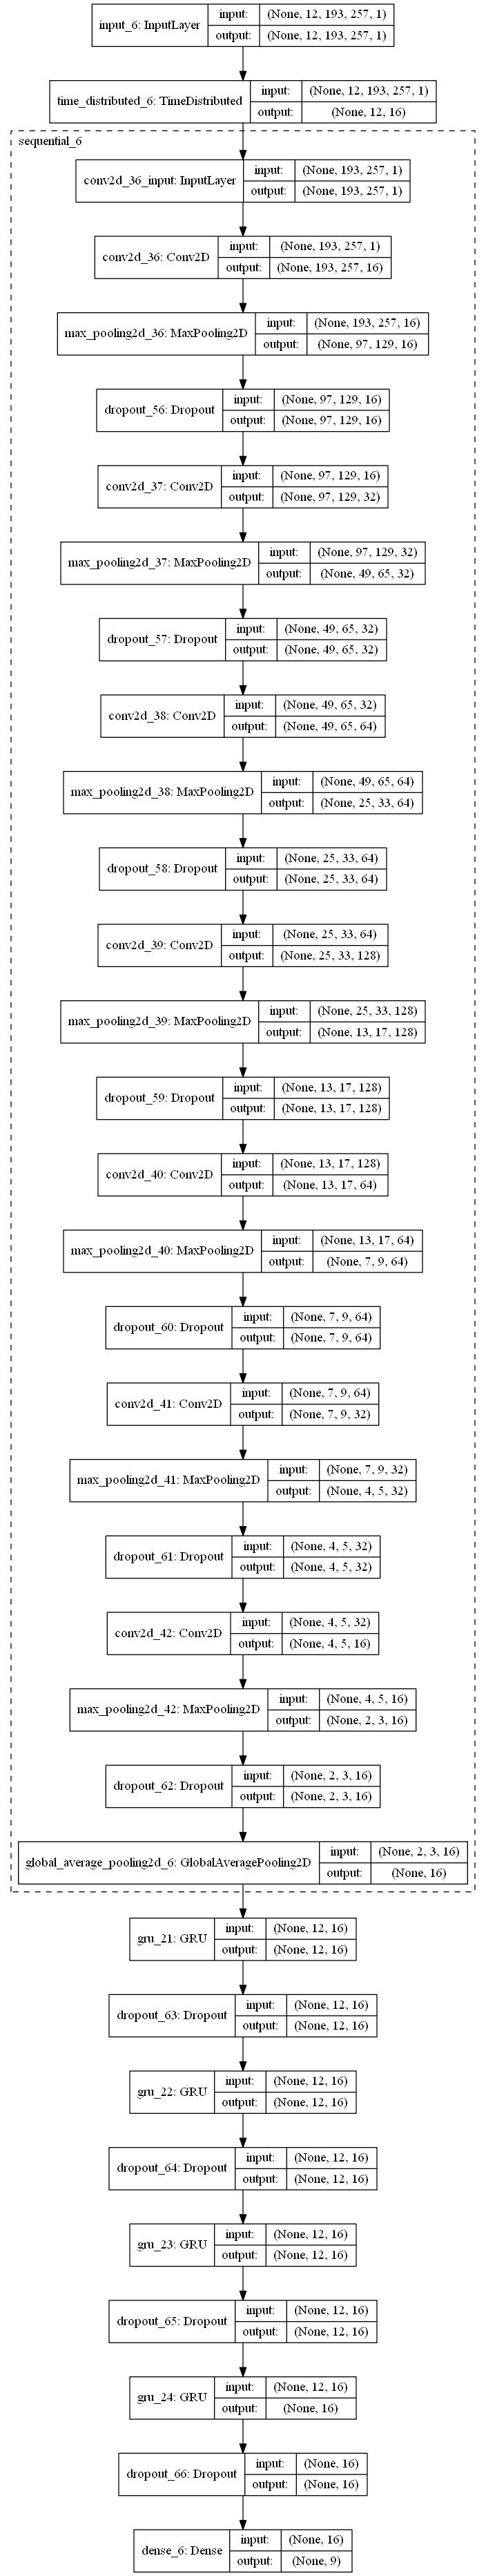 input_6: InputLayer input: (None, 12, 193, 257, 1)
output: (None, 12, 193, 257, 1)
time_distributed_6: TimeDistributed input: (None, 12, 193, 257, 1)
output: (None, 12, 16)
sequential_6
conv2d_36_input: InputLayer input: (None, 193, 257, 1)
output: (None, 193, 257, 1)
conv2d_36: Conv2D input: (None, 193, 257, 1)
output: (None, 193, 257, 16)
max_pooling2d_36: MaxPooling2D input: (None, 193, 257, 16)
output: (None, 97, 129, 16)
dropout_56: Dropout input: (None, 97, 129, 16)
output: (None, 97, 129, 16)
conv2d_37: Conv2D input: (None, 97, 129, 16)
output: (None, 97, 129, 32)
max_pooling2d_37: MaxPooling2D input: (None, 97, 129, 32)
output: (None, 49, 65, 32)
dropout_57: Dropout input: (None, 49, 65, 32)
output: (None, 49, 65, 32)
conv2d_38: Conv2D input: (None, 49, 65, 32)
output: (None, 49, 65, 64)
max_pooling2d_38: MaxPooling2D input: (None, 49, 65, 64)
output: (None, 25, 33, 64)
dropout_58: Dropout input: (None, 25, 33, 64)
output: (None, 25, 33, 64)
conv2d_39: Conv2D input: (None, 25, 33, 64)
output: (None, 25, 33, 128)
max_pooling2d_39: MaxPooling2D input: (None, 25, 33, 128)
output: (None, 13, 17, 128)
dropout_59: Dropout input: (None, 13, 17, 128)
output: (None, 13, 17, 128)
conv2d_40: Conv2D input: (None, 13, 17, 128)
output: (None, 13, 17, 64)
max_pooling2d_40: MaxPooling2D input: (None, 13, 17, 64)
output: (None, 7, 9, 64)
dropout_60: Dropout input: (None, 7, 9, 64)
output: (None, 7, 9, 64)
conv2d_41: Conv2D input: (None, 7, 9, 64)
output: (None, 7, 9, 32)
max_pooling2d_41: MaxPooling2D input: (None, 7, 9, 32)
output: (None, 4, 5, 32)
dropout_61: Dropout input: (None, 4, 5, 32)
output: (None, 4, 5, 32)
conv2d_42: Conv2D input: (None, 4, 5, 32)
output: (None, 4, 5, 16)
max_pooling2d_42: MaxPooling2D input: (None, 4, 5, 16)
output: (None, 2, 3, 16)
dropout_62: Dropout input: (None, 2, 3, 16)
output: (None, 2, 3, 16)
global_average_pooling2d_6: GlobalAveragePooling2D input: (None, 2, 3, 16)
output: (None, 16)
gru_21: GRU input: (None, 12, 16)
output: (None, 12, 16)
dropout_63: Dropout input: (None, 12, 16)
output: (None, 12, 16)
gru_22: GRU input: (None, 12, 16)
output: (None, 12, 16)
dropout_64: Dropout input: (None, 12, 16)
output: (None, 12, 16)
gru_23: GRU input: (None, 12, 16)
output: (None, 12, 16)
dropout_65: Dropout input: (None, 12, 16)
output: (None, 12, 16)
gru_24: GRU input: (None, 12, 16)
output: (None, 16)
dropout_66: Dropout input: (None, 16)
output: (None, 16)
dense_6: Dense input: (None, 16)
output: (None, 9)